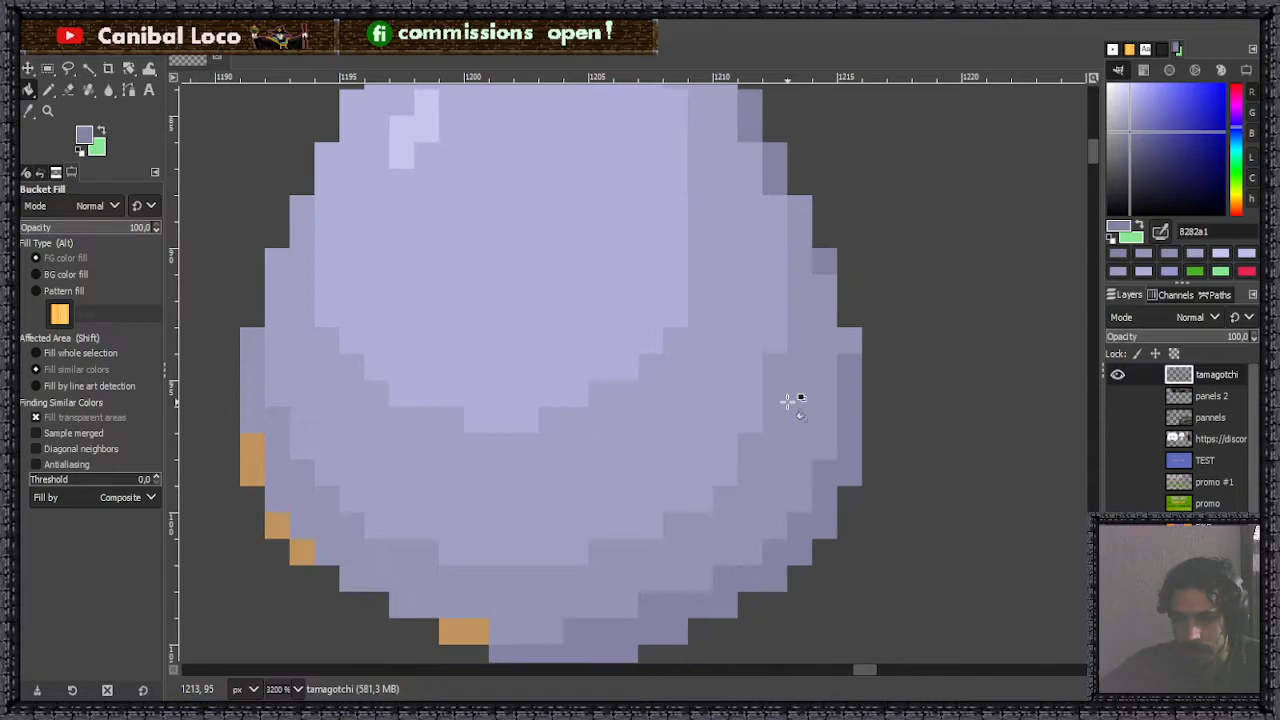 Canibal Loco
fi commissions open!
1190 1195 1200 1205 1210 1215 1220
Bucket Fill
Mode Normal
Opacity 100,0
Fill Type (Alt)
FG color fill
BG color fill
Pattern fill
Affected Area (Shift)
Fill whole selection
Fill similar colors
Fill by line art detection
Finding Similar Colors
Fill transparent areas
Sample merged
Diagonal neighbors
Antialiasing
Threshold 0,0
Fill by Composite
Aa
R
G
B
L
C
h
8282a1
Layers Channels Paths
Mode Normal
Opacity 100,0
Lock:
tamagotchi
panels 2
pannels
https://discor
TEST
promo #1
promo
1213, 95 px 3200 % tamagotchi (581,3 MB)